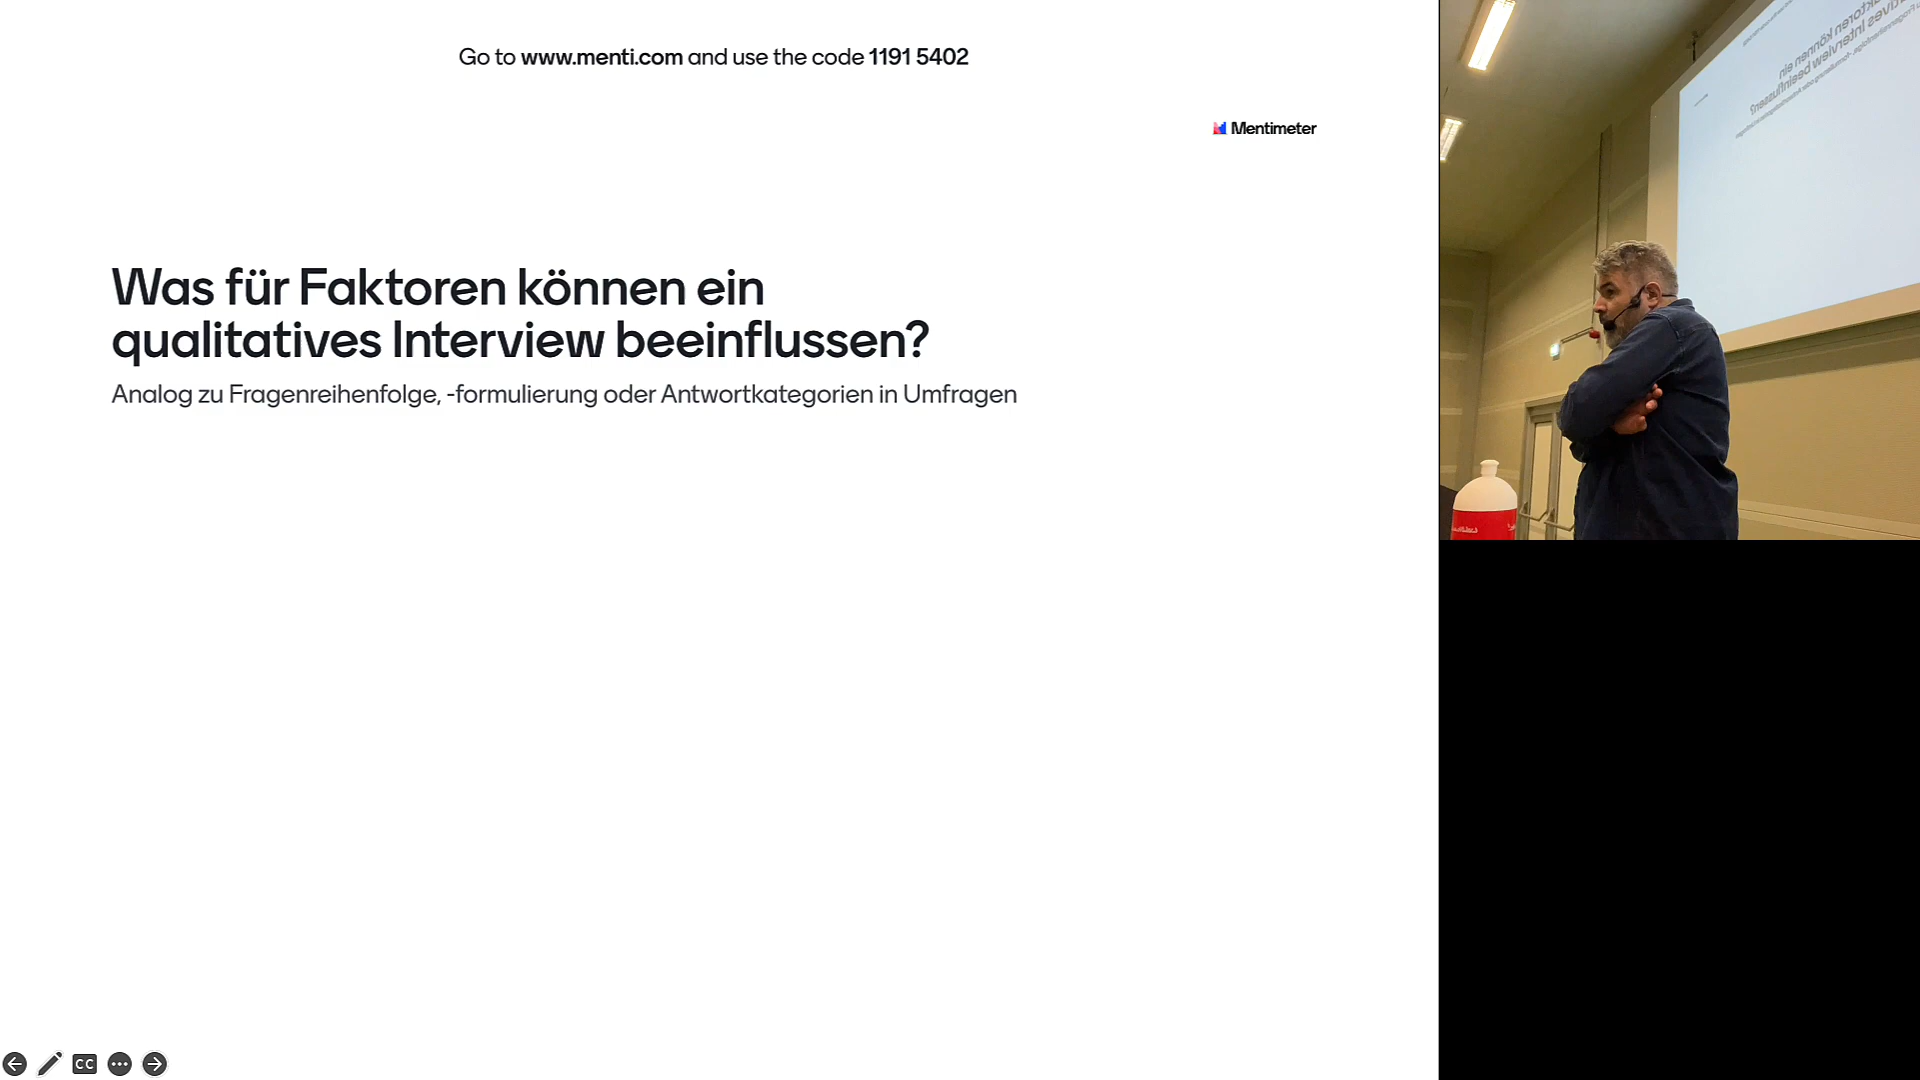 Go to www.menti.com and use the code 1191 5402
Mentimeter
Was für Faktoren können ein
qualitatives Interview beeinflussen?
Analog zu Fragenreihenfolge, -formulierung oder Antwortkategorien in Umfragen
CC